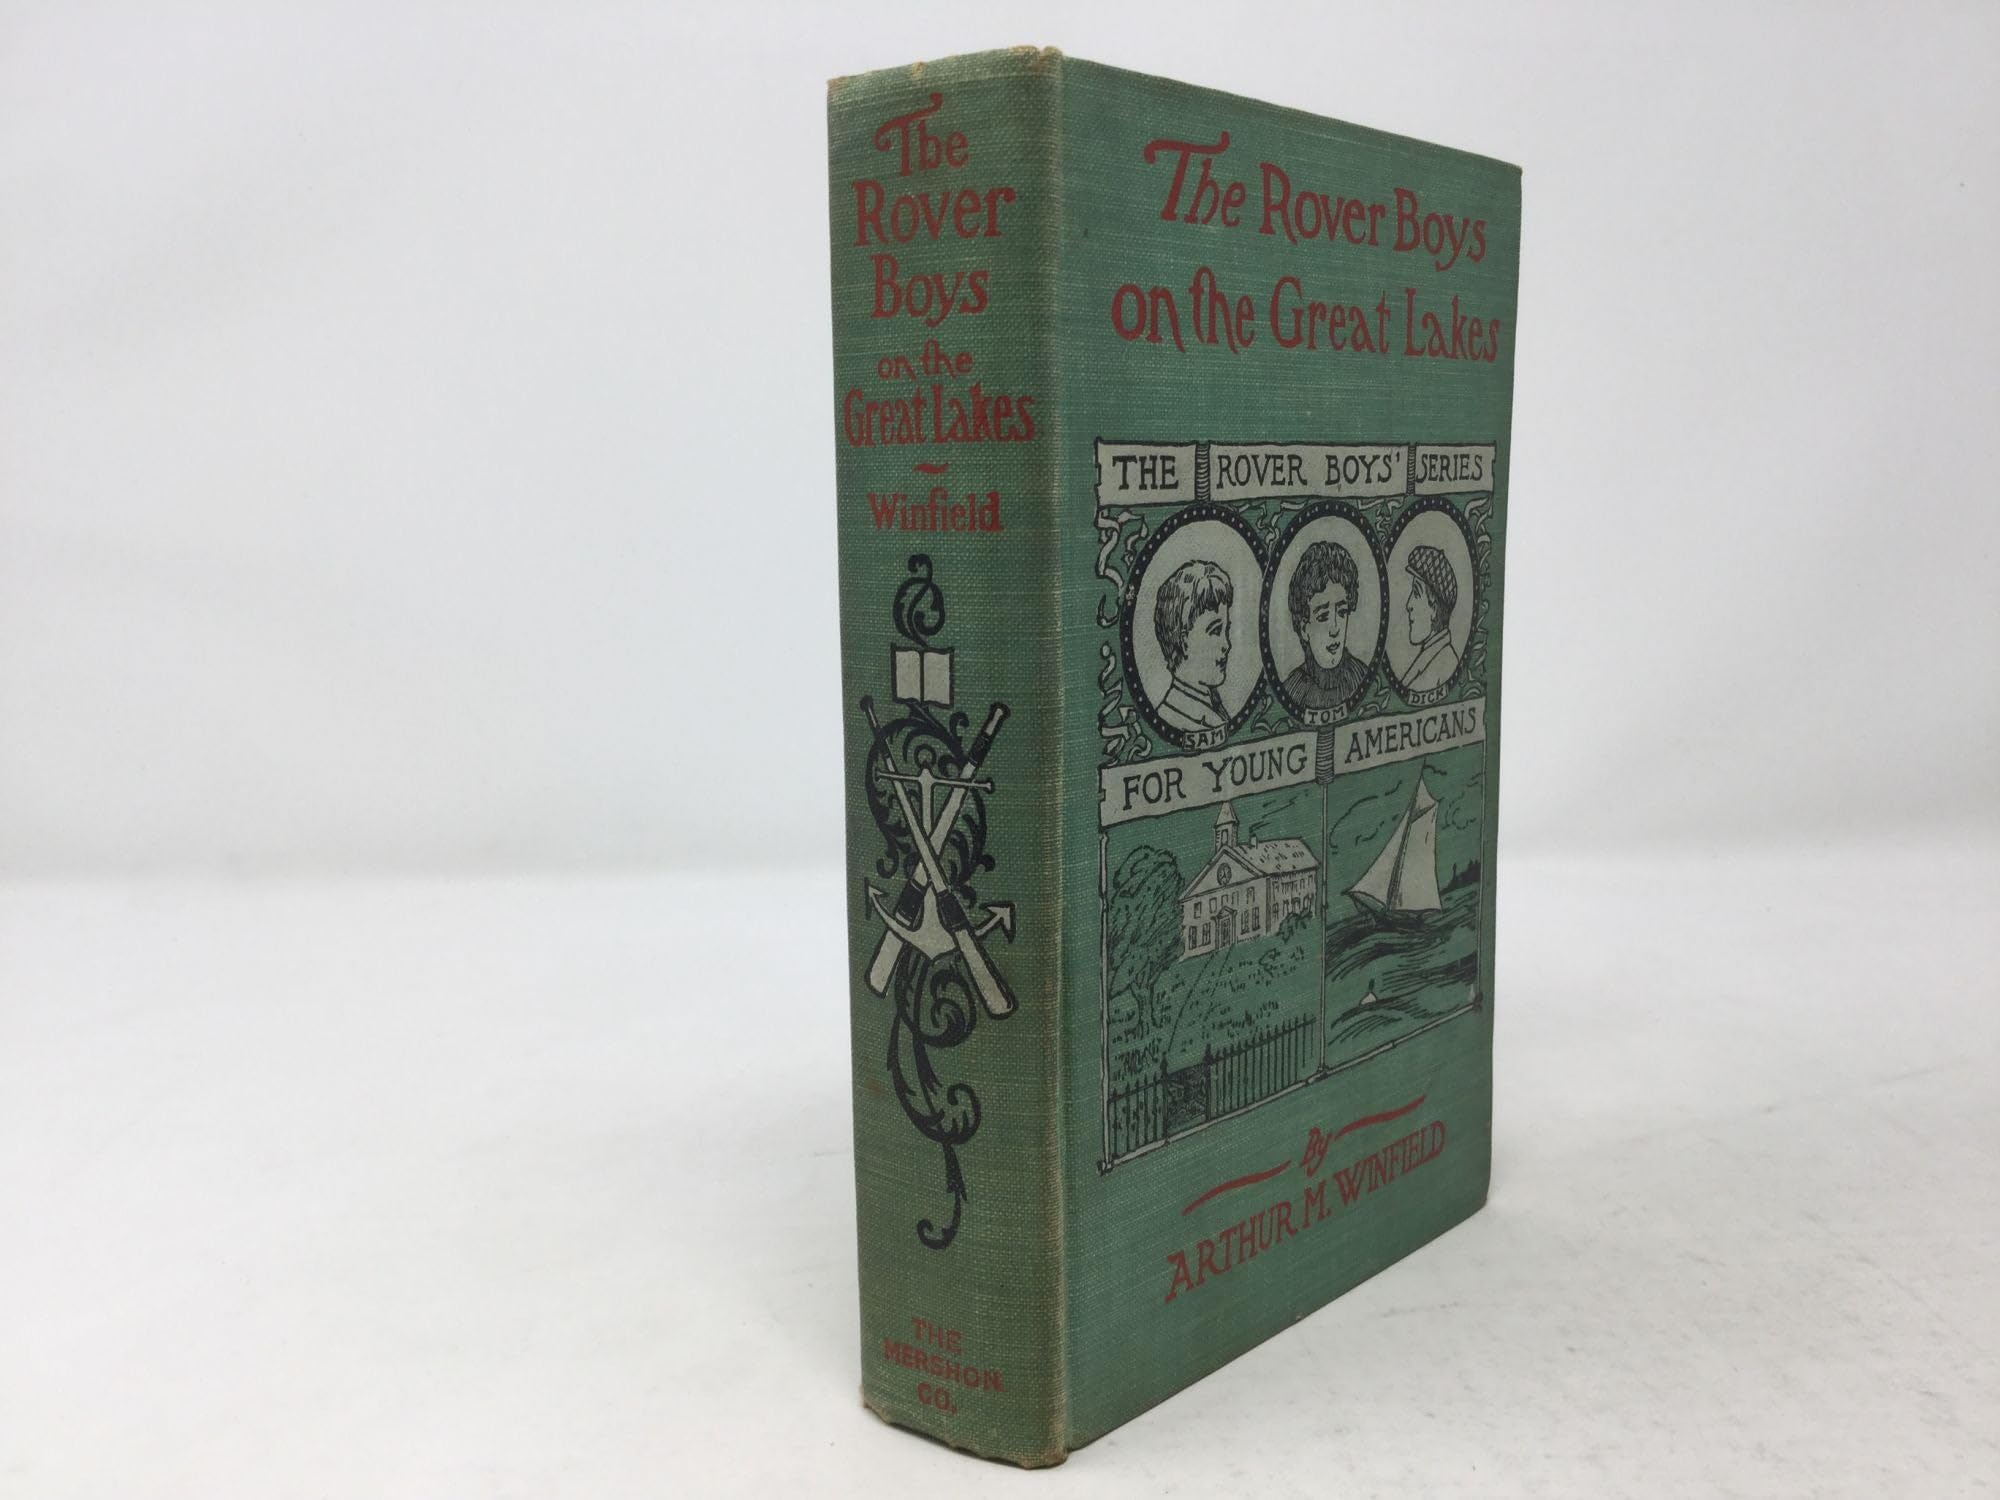 The
Rover
Boys
on the
Great Lakes
Winfield
THE
MERSHON
CO.
The Rover Boys
on the Great Lakes
THE ROVER BOYS' SERIES
SAM
TOM
DICK
FOR YOUNG AMERICANS
By
ARTHUR M. WINFIELD